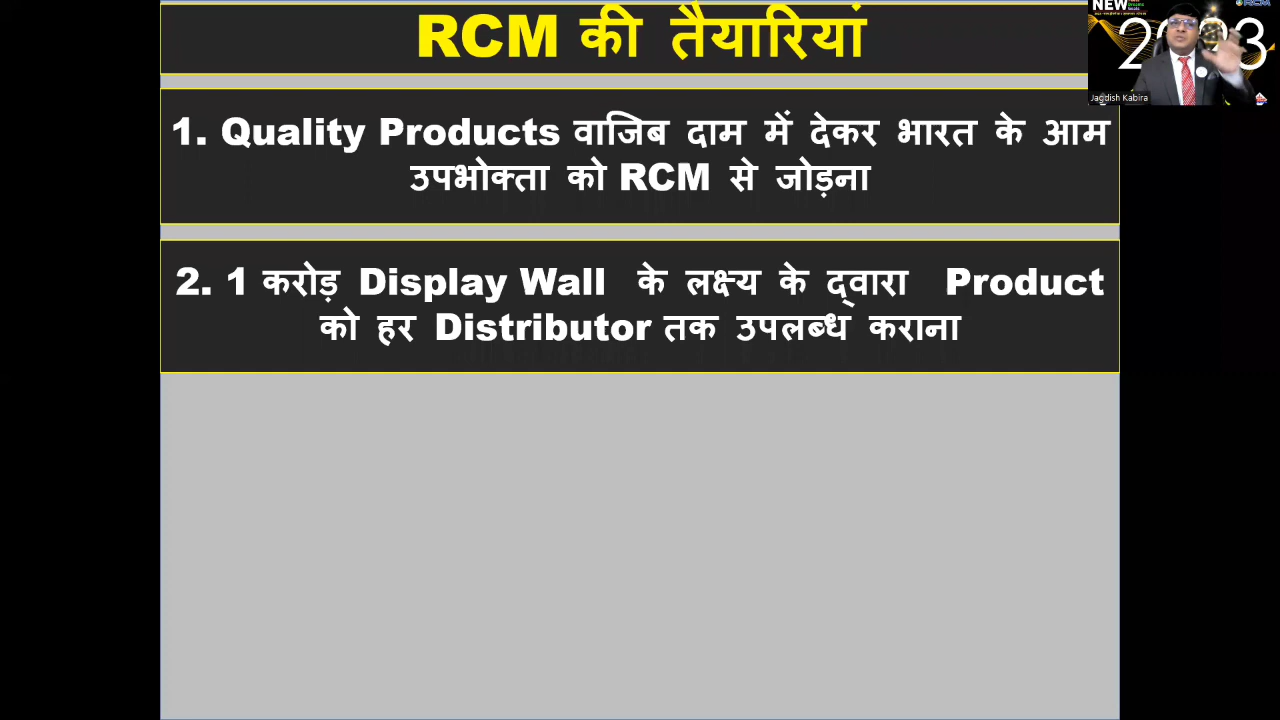 RCM की तैयारियां
1. Quality Products वाजिब दाम में देकर भारत के आम
उपभोक्ता को RCM से जोड़ना
2. 1 करोड़ Display Wall के लक्ष्य के द्वारा Product
को हर Distributor तक उपलब्ध कराना
NEW
RCM
Jagdish Kabira